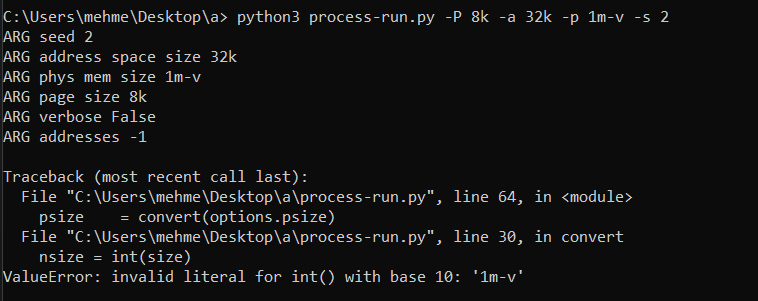 C:\Users\mehme\Desktop\a> python3 process-run.py -P 8k -a 32k -p 1m-v -s 2
ARG seed 2
ARG address space size 32k
ARG phys mem size 1m-v
ARG page size 8k
ARG verbose False
ARG addresses -1

Traceback (most recent call last):
  File "C:\Users\mehme\Desktop\a\process-run.py", line 64, in <module>
    psize    = convert(options.psize)
  File "C:\Users\mehme\Desktop\a\process-run.py", line 30, in convert
    nsize = int(size)
ValueError: invalid literal for int() with base 10: '1m-v'